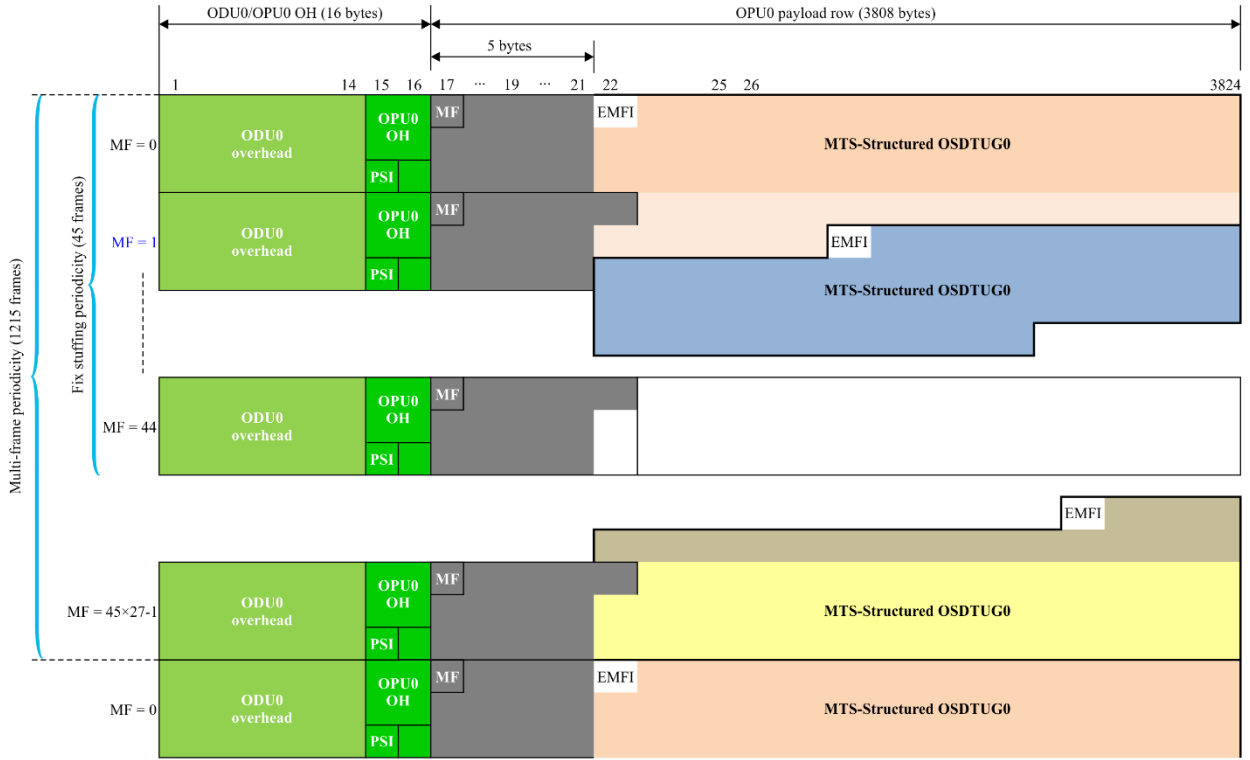 ODU0/OPU0 OH (16 bytes)
OPU0 payload row (3808 bytes)
5 bytes
1 14 15 16 17 ... 19 ... 21 22 25 26 3824
Multi-frame periodicity (1215 frames)
Fix stuffing periodicity (45 frames)
MF = 0
ODU0
overhead
OPU0
OH
PSI
MF
EMFI
MTS-Structured OSDTUG0
MF = 1
ODU0
overhead
OPU0
OH
PSI
MF
EMFI
MTS-Structured OSDTUG0
MF = 44
ODU0
overhead
OPU0
OH
PSI
MF
EMFI
MF = 45×27-1
ODU0
overhead
OPU0
OH
PSI
MF
MTS-Structured OSDTUG0
MF = 0
ODU0
overhead
OPU0
OH
PSI
MF
EMFI
MTS-Structured OSDTUG0